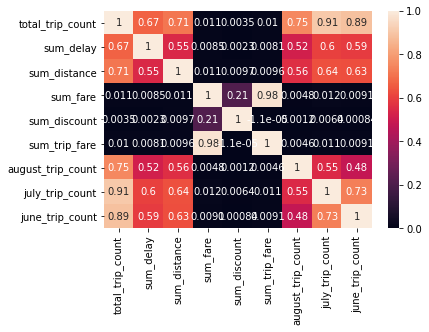 total_trip_count 1 0.67 0.71 0.011 0.0035 0.01 0.75 0.91 0.89
sum_delay 0.67 1 0.55 0.0085 0.0023 0.0081 0.52 0.6 0.59
sum_distance 0.71 0.55 1 0.011 0.0097 0.0096 0.56 0.64 0.63
sum_fare 0.011 0.0085 0.011 1 0.21 0.98 0.0048 0.012 0.0091
sum_discount 0.0035 0.0023 0.0097 0.21 1 0.0012 0.0064 0.00084
sum_trip_fare 0.01 0.0081 0.0096 0.98 1 0.0046 0.011 0.0091
august_trip_count 0.75 0.52 0.56 0.0048 0.0012 0.0046 1 0.55 0.48
july_trip_count 0.91 0.6 0.64 0.012 0.0064 0.011 0.55 1 0.73
june_trip_count 0.89 0.59 0.63 0.00084 0.0091 0.48 0.73 1
total_trip_count
sum_delay
sum_distance
sum_fare
sum_discount
sum_trip_fare
august_trip_count
july_trip_count
june_trip_count
1.0
0.8
0.6
0.4
0.2
0.0